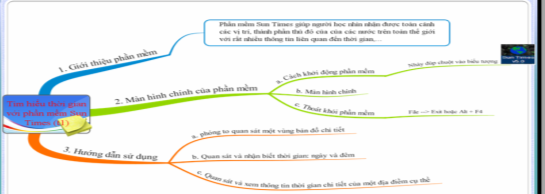 Phần mềm Sun Times giúp người học nhìn nhận được toàn cảnh
các vị trí, thành phần thủ đô của của các nước trên toàn thế giới
với rất nhiều thông tin liên quan đến thời gian,...
1. Giới thiệu phần mềm
Tìm hiểu thời gian
với phần mềm Sun
Times (t1)
2. Màn hình chính của phần mềm
a. Cách khởi động phần mềm
Nháy đúp chuột vào biểu tượng
b. Màn hình chính
c. Thoát khỏi phần mềm
File --> Exit hoặc Alt + F4
3. Hướng dẫn sử dụng
a. phóng to quan sát một vùng bản đồ chi tiết
b. Quan sát và nhận biết thời gian: ngày và đêm
c. Quan sát và xem thông tin thời gian chi tiết của một địa điểm cụ thể